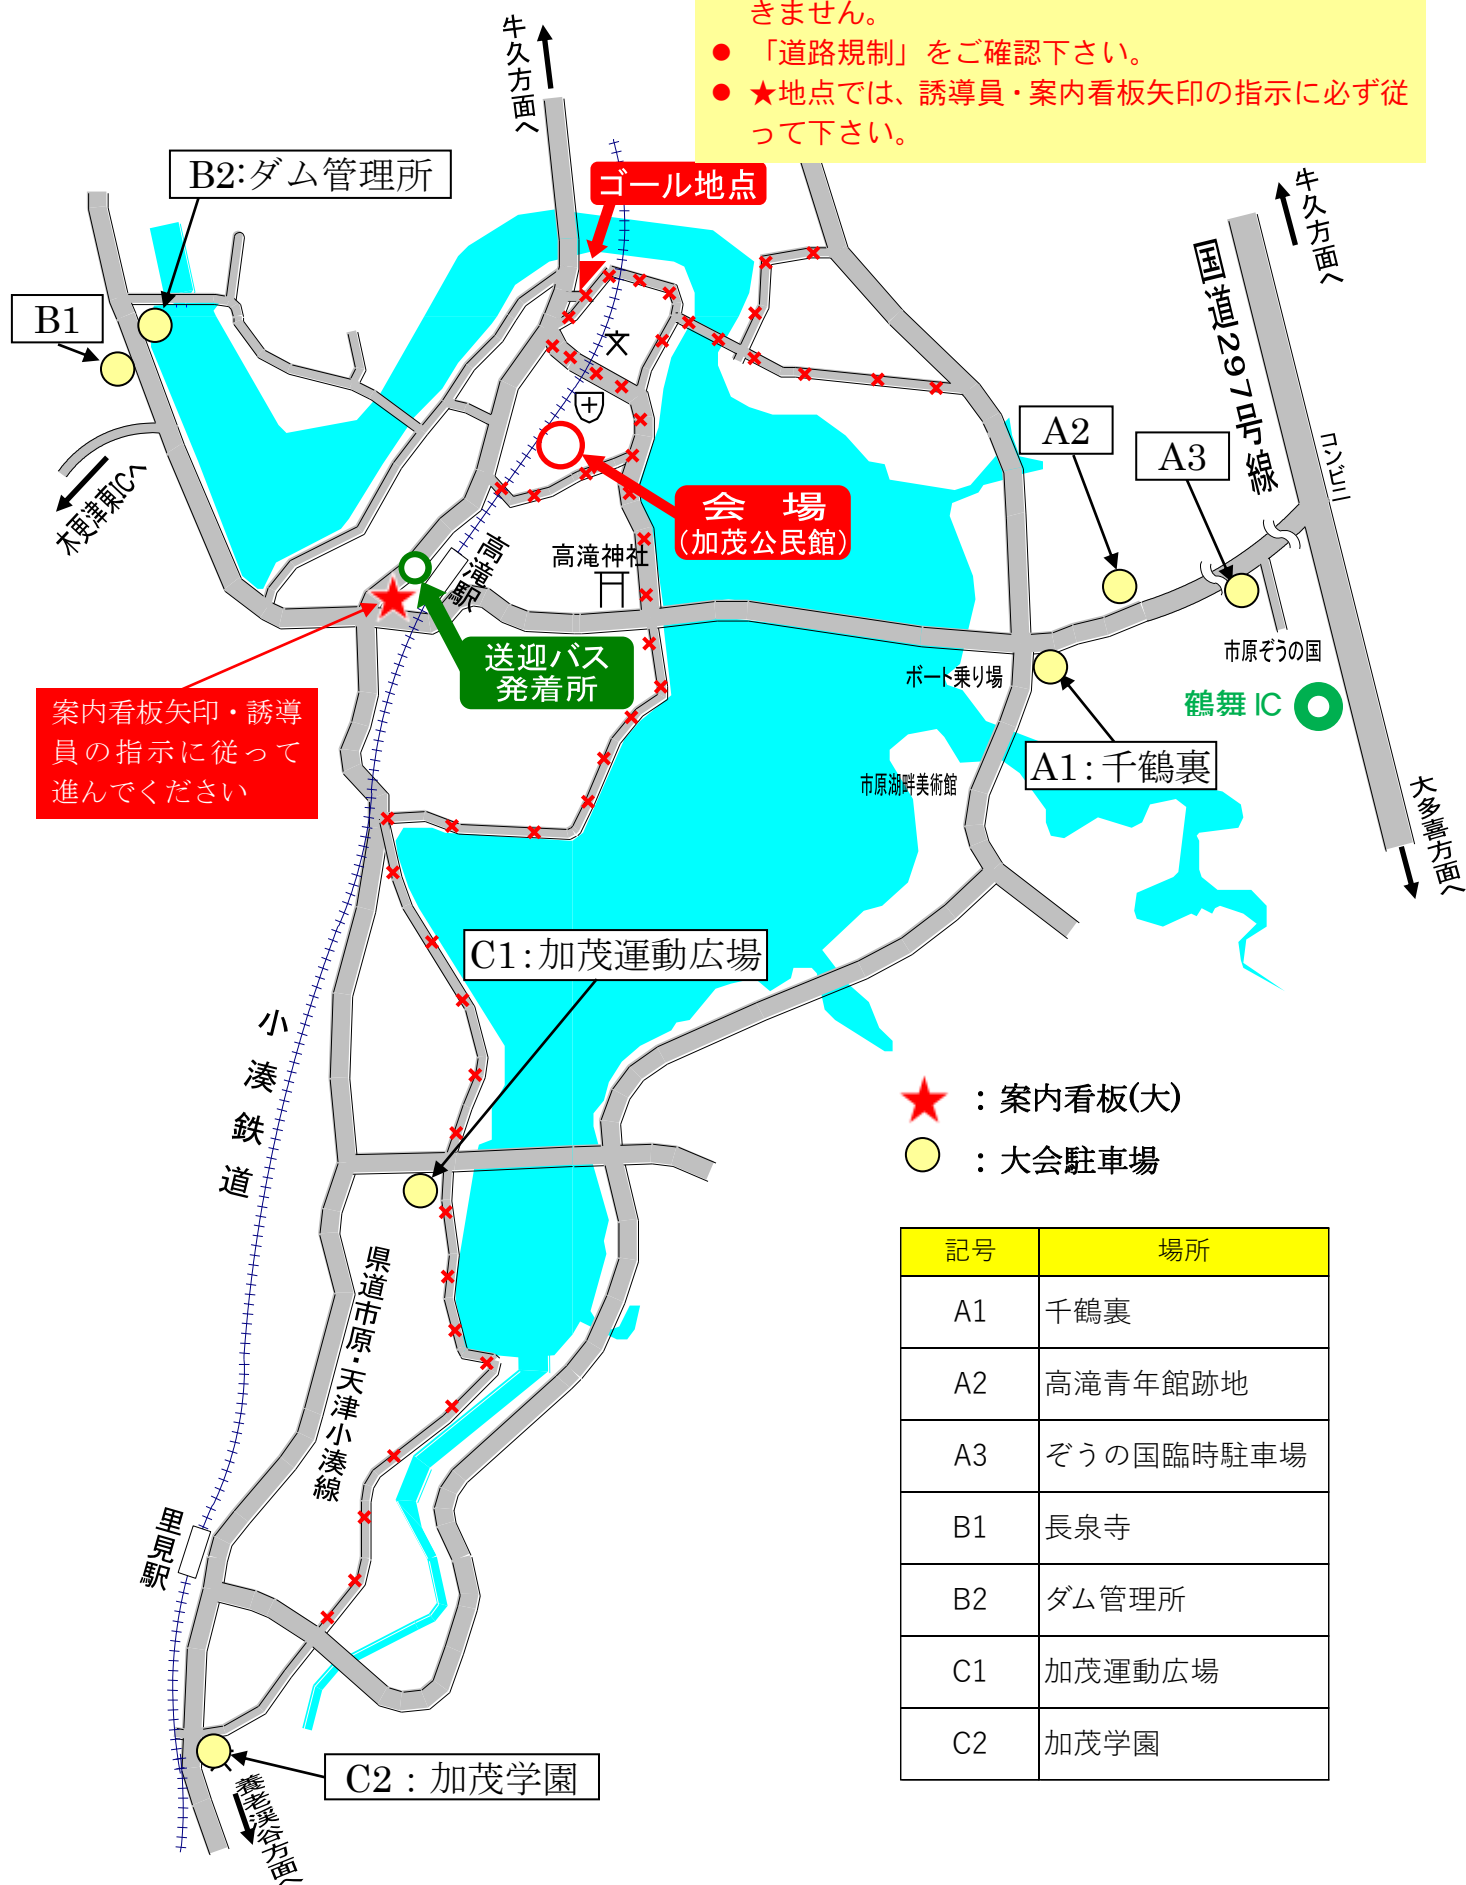 きません。
● 「道路規制」をご確認下さい。
● ★地点では、誘導員・案内看板矢印の指示に必ず従
って下さい。
牛久方面へ
B2:ダム管理所
ゴール地点
牛久方面へ
国道297号線
B1
文
コンビニ
A2
A3
木更津東ICへ
会 場
(加茂公民館)
高滝駅
高滝神社
送迎バス
発着所
市原ぞうの国
ボート乗り場
鶴舞 IC
案内看板矢印・誘導
員の指示に従って
進んでください
A1:千鶴裏
市原湖畔美術館
大多喜方面へ
C1:加茂運動広場
小湊鉄道
★ :案内看板(大)
:大会駐車場
県道市原・天津小湊線
里見駅
記号 場所
A1 千鶴裏
A2 高滝青年館跡地
A3 ぞうの国臨時駐車場
B1 長泉寺
B2 ダム管理所
C1 加茂運動広場
C2 加茂学園
C2:加茂学園
養老渓谷方面へ